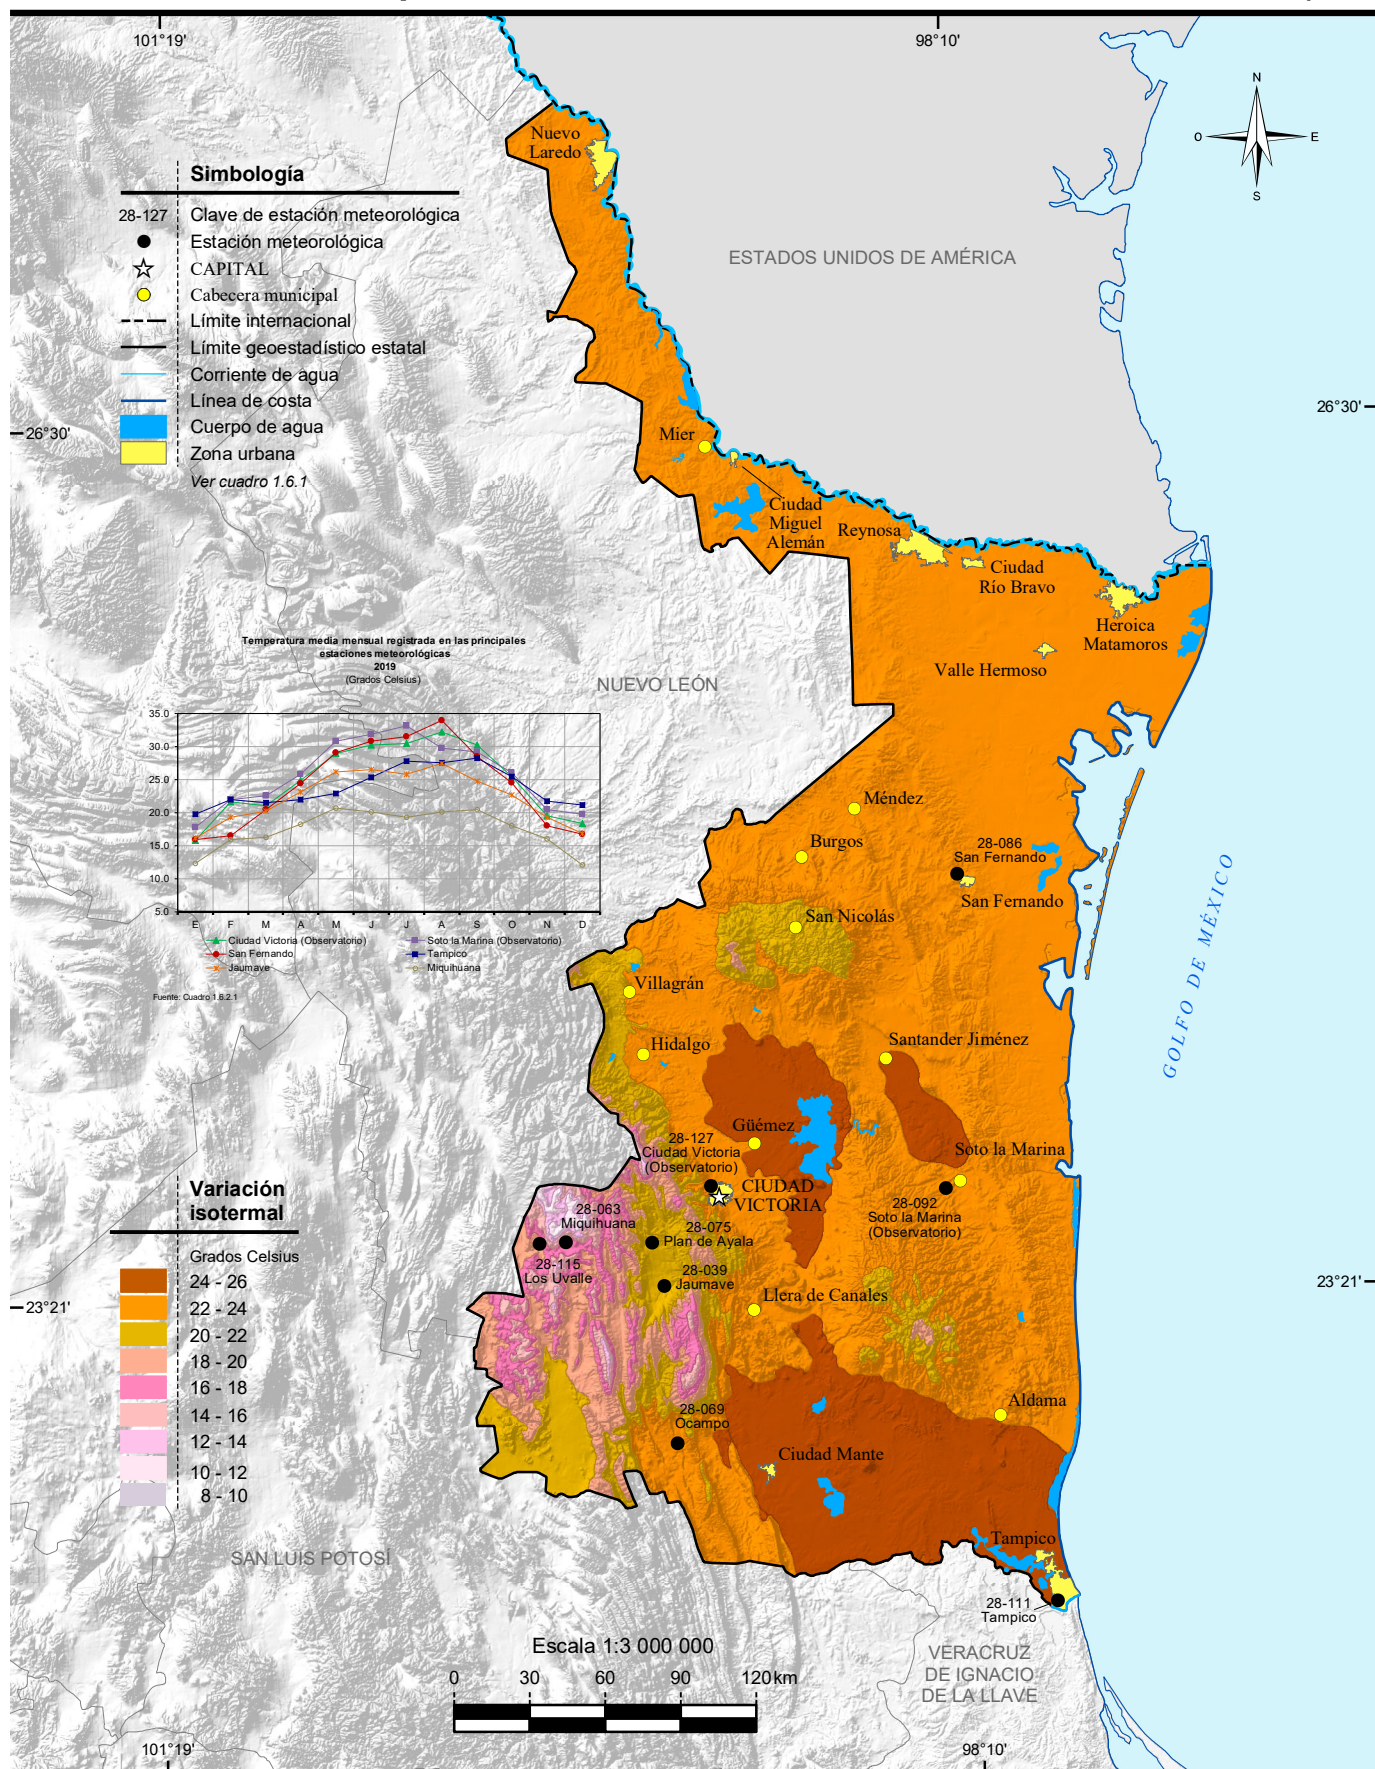 101°19'
98°10'
N
O
E
S
Nuevo
Laredo
Simbología
28-127 Clave de estación meteorológica
Estación meteorológica
CAPITAL
Cabecera municipal
Límite internacional
Límite geoestadístico estatal
Corriente de agua
Línea de costa
Cuerpo de agua
Zona urbana
Ver cuadro 1.6.1
ESTADOS UNIDOS DE AMÉRICA
26°30'
26°30'
Mier
Ciudad
Miguel
Alemán
Reynosa
Ciudad
Río Bravo
Heroica
Matamoros
Valle Hermoso
Temperatura media mensual registrada en las principales
estaciones meteorológicas
2019
(Grados Celsius)
NUEVO LEÓN
35.0
30.0
25.0
20.0
15.0
10.0
5.0
E F M A M J J A S O N D
Ciudad Victoria (Observatorio) Soto la Marina (Observatorio)
San Fernando Tampico
Jaumave Miquihuana
Fuente: Cuadro 1.6.2.1
Méndez
Burgos
28-086
San Fernando
San Fernando
San Nicolás
GOLFO DE MÉXICO
Villagrán
Hidalgo
Santander Jiménez
Güémez
28-127
Ciudad Victoria
(Observatorio)
Soto la Marina
CIUDAD
VICTORIA
28-092
Soto la Marina
(Observatorio)
28-063
Miquihuana
28-075
Plan de Ayala
28-115
Los Uvalle
28-039
Jaumave
Variación
isotermal
Grados Celsius
24 - 26
22 - 24
20 - 22
18 - 20
16 - 18
14 - 16
12 - 14
10 - 12
8 - 10
23°21'
23°21'
Llera de Canales
Aldama
28-069
Ocampo
Ciudad Mante
Tampico
28-111
Tampico
SAN LUIS POTOSÍ
VERACRUZ
DE IGNACIO
DE LA LLAVE
Escala 1:3 000 000
0 30 60 90 120 km
101°19'
98°10'